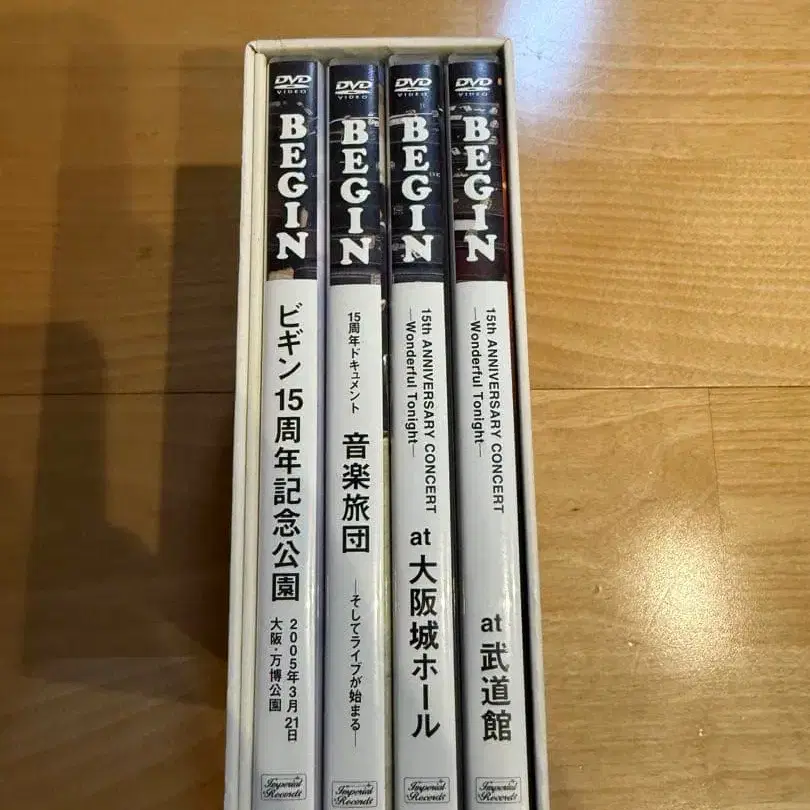 DVD
VIDEO
BEGIN
ビギン 15周年記念公園
2005年3月21日
大阪・万博公園
Imperial
Records
DVD
VIDEO
BEGIN
15周年ドキュメント
音楽旅団
—そしてライブが始まる—
Imperial
Records
DVD
VIDEO
BEGIN
15th ANNIVERSARY CONCERT
—Wonderful Tonight—
at 大阪城ホール
Imperial
Records
DVD
VIDEO
BEGIN
15th ANNIVERSARY CONCERT
—Wonderful Tonight—
at 武道館
Imperial
Records